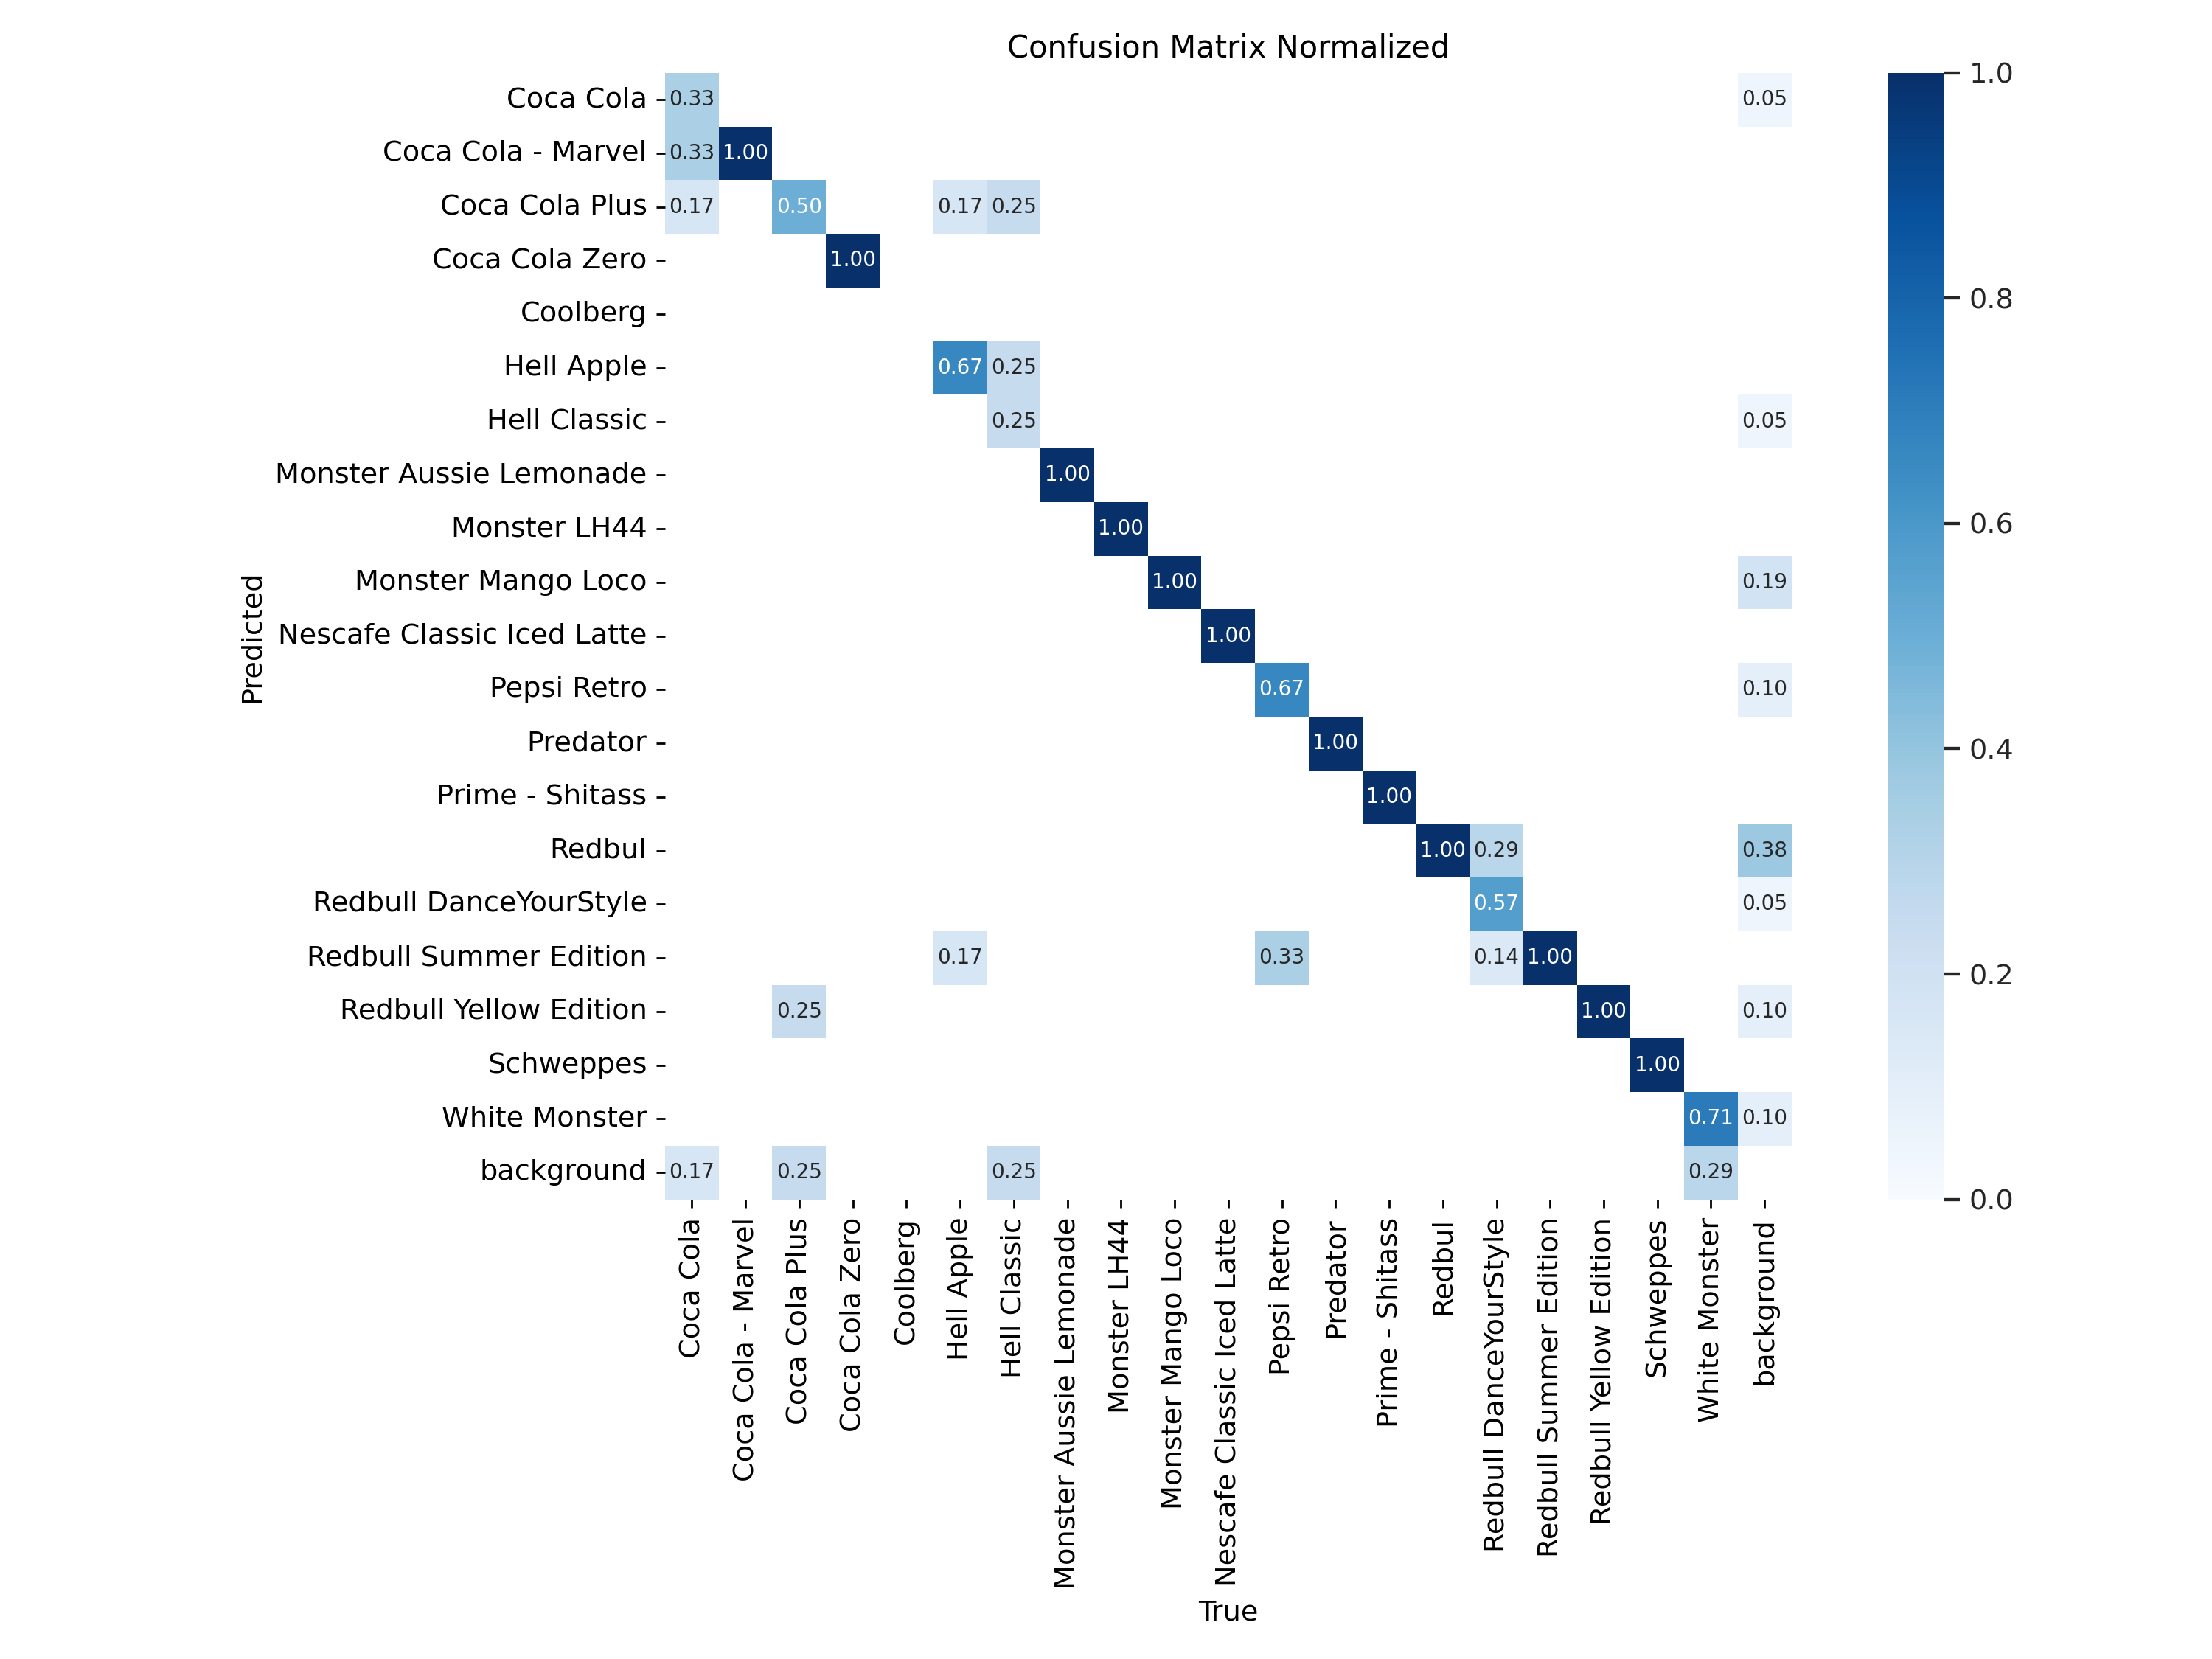 Confusion Matrix Normalized
Coca Cola 0.33 0.05
Coca Cola - Marvel 0.33 1.00
Coca Cola Plus 0.17 0.50 0.17 0.25
Coca Cola Zero 1.00
Coolberg
Hell Apple 0.67 0.25
Hell Classic 0.25 0.05
Monster Aussie Lemonade 1.00
Monster LH44 1.00
Monster Mango Loco 1.00 0.19
Nescafe Classic Iced Latte 1.00
Pepsi Retro 0.67 0.10
Predator 1.00
Prime - Shitass 1.00
Redbul 1.00 0.29 0.38
Redbull DanceYourStyle 0.57 0.05
Redbull Summer Edition 0.17 0.33 0.14 1.00
Redbull Yellow Edition 0.25 1.00 0.10
Schweppes 1.00
White Monster 0.71 0.10
background 0.17 0.25 0.25 0.29
Predicted
Coca Cola
Coca Cola - Marvel
Coca Cola Plus
Coca Cola Zero
Coolberg
Hell Apple
Hell Classic
Monster Aussie Lemonade
Monster LH44
Monster Mango Loco
Nescafe Classic Iced Latte
Pepsi Retro
Predator
Prime - Shitass
Redbul
Redbull DanceYourStyle
Redbull Summer Edition
Redbull Yellow Edition
Schweppes
White Monster
background
True
1.0
0.8
0.6
0.4
0.2
0.0